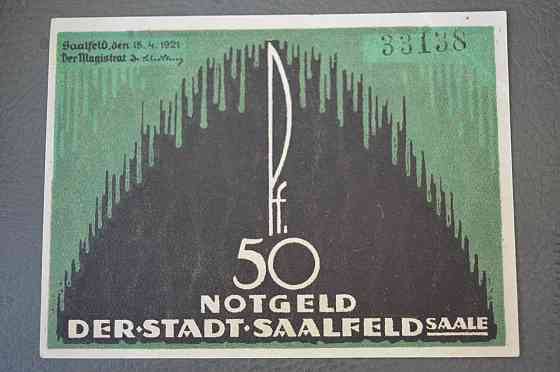 Saalfeld, den 15. 4. 1921
Der Magistrat
33138
Pf.
50
NOTGELD
DER·STADT·SAALFELD SAALE